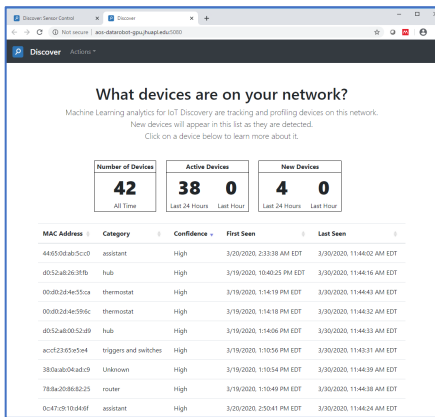 Discover Sensor Control
Discover
Not secure | aos-datarobot-gpu.jhuapl.edu:5080
Discover Actions
What devices are on your network?
Machine Learning analytics for IoT Discovery are tracking and profiling devices on this network.
New devices will appear in this list as they are detected.
Click on a device below to learn more about it.
Number of Devices Active Devices New Devices
42 38 0 4 0
All Time Last 24 Hours Last Hour Last 24 Hours Last Hour
MAC Address Category Confidence First Seen Last Seen
44:65:0d:ab:5c:c0 assistant High 3/20/2020, 2:33:38 AM EDT 3/30/2020, 11:44:02 AM EDT
d0:52:a8:26:3f:fb hub High 3/19/2020, 10:40:25 PM EDT 3/30/2020, 11:44:16 AM EDT
00:d0:2d:4e:55:ca thermostat High 3/19/2020, 1:14:19 PM EDT 3/30/2020, 11:44:43 AM EDT
00:d0:2d:4e:59:6c thermostat High 3/19/2020, 1:14:18 PM EDT 3/30/2020, 11:44:32 AM EDT
d0:52:a8:00:52:d9 hub High 3/19/2020, 1:14:06 PM EDT 3/30/2020, 11:44:33 AM EDT
ac:cf:23:65:e5:e4 triggers and switches High 3/19/2020, 1:10:56 PM EDT 3/30/2020, 11:43:31 AM EDT
38:0a:ab:04:ad:c9 Unknown High 3/19/2020, 1:10:54 PM EDT 3/30/2020, 11:44:39 AM EDT
78:8a:20:86:82:25 router High 3/19/2020, 1:10:49 PM EDT 3/30/2020, 11:44:38 AM EDT
0c:47:c9:10:d4:6f assistant High 3/20/2020, 2:50:41 PM EDT 3/30/2020, 11:44:24 AM EDT